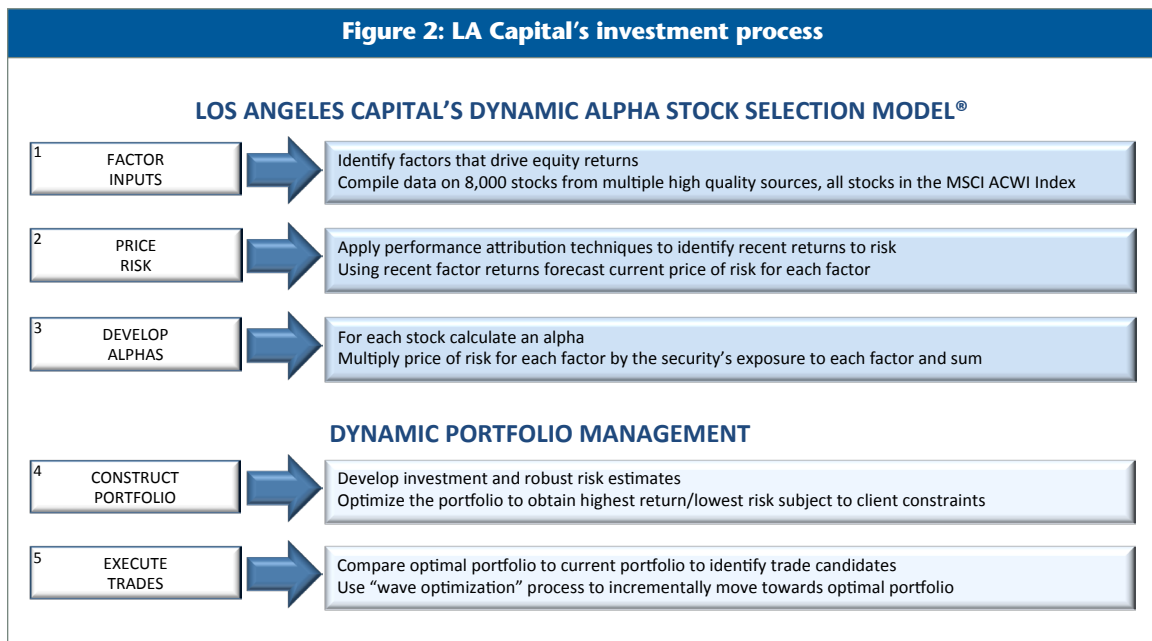 Figure 2: LA Capital’s investment process
LOS ANGELES CAPITAL’S DYNAMIC ALPHA STOCK SELECTION MODEL®
1
FACTOR
INPUTS
Identify factors that drive equity returns
Compile data on 8,000 stocks from multiple high quality sources, all stocks in the MSCI ACWI Index
2
PRICE
RISK
Apply performance attribution techniques to identify recent returns to risk
Using recent factor returns forecast current price of risk for each factor
3
DEVELOP
ALPHAS
For each stock calculate an alpha
Multiply price of risk for each factor by the security’s exposure to each factor and sum
DYNAMIC PORTFOLIO MANAGEMENT
4
CONSTRUCT
PORTFOLIO
Develop investment and robust risk estimates
Optimize the portfolio to obtain highest return/lowest risk subject to client constraints
5
EXECUTE
TRADES
Compare optimal portfolio to current portfolio to identify trade candidates
Use “wave optimization” process to incrementally move towards optimal portfolio